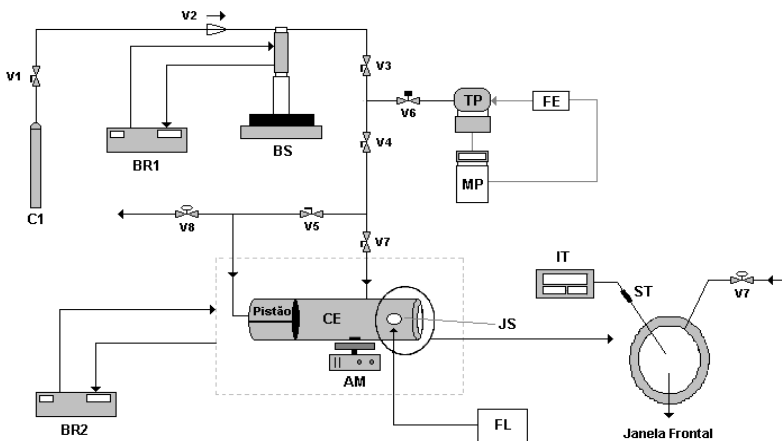 V2
V1
V3
TP
FE
V6
BS
V4
BR1
MP
C1
V8
V5
V7
IT
ST
V7
Pistão
CE
JS
AM
BR2
FL
Janela Frontal